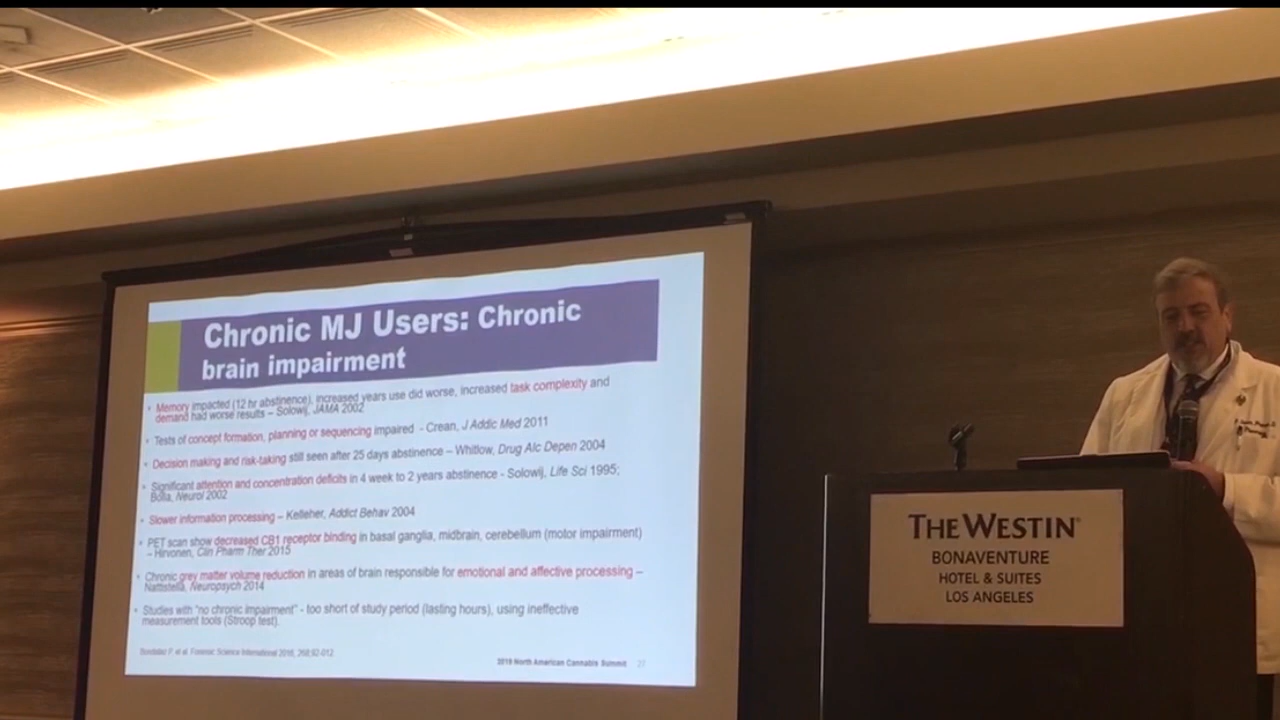 Chronic MJ Users: Chronic
brain impairment
• Memory impacted (12 hr abstinence), increased years use did worse, increased task complexity and
demand had worse results – Solowij, JAMA 2002
• Tests of concept formation, planning or sequencing impaired - Crean, J Addic Med 2011
• Decision making and risk-taking still seen after 25 days abstinence – Whitlow, Drug Alc Depen 2004
• Significant attention and concentration deficits in 4 week to 2 years abstinence - Solowij, Life Sci 1995;
Bolla, Neurol 2002
• Slower information processing – Kelleher, Addict Behav 2004
• PET scan show decreased CB1 receptor binding in basal ganglia, midbrain, cerebellum (motor impairment)
– Hirvonen, Clin Pharm Ther 2015
• Chronic grey matter volume reduction in areas of brain responsible for emotional and affective processing –
Nattistella, Neuropsych 2014
• Studies with "no chronic impairment" - too short of study period (lasting hours), using ineffective
measurement tools (Stroop test).
P. et al. Forensic Science International 2016, 268:92-012
2019 North American Cannabis Summit 27
THE WESTIN
BONAVENTURE
HOTEL & SUITES
LOS ANGELES